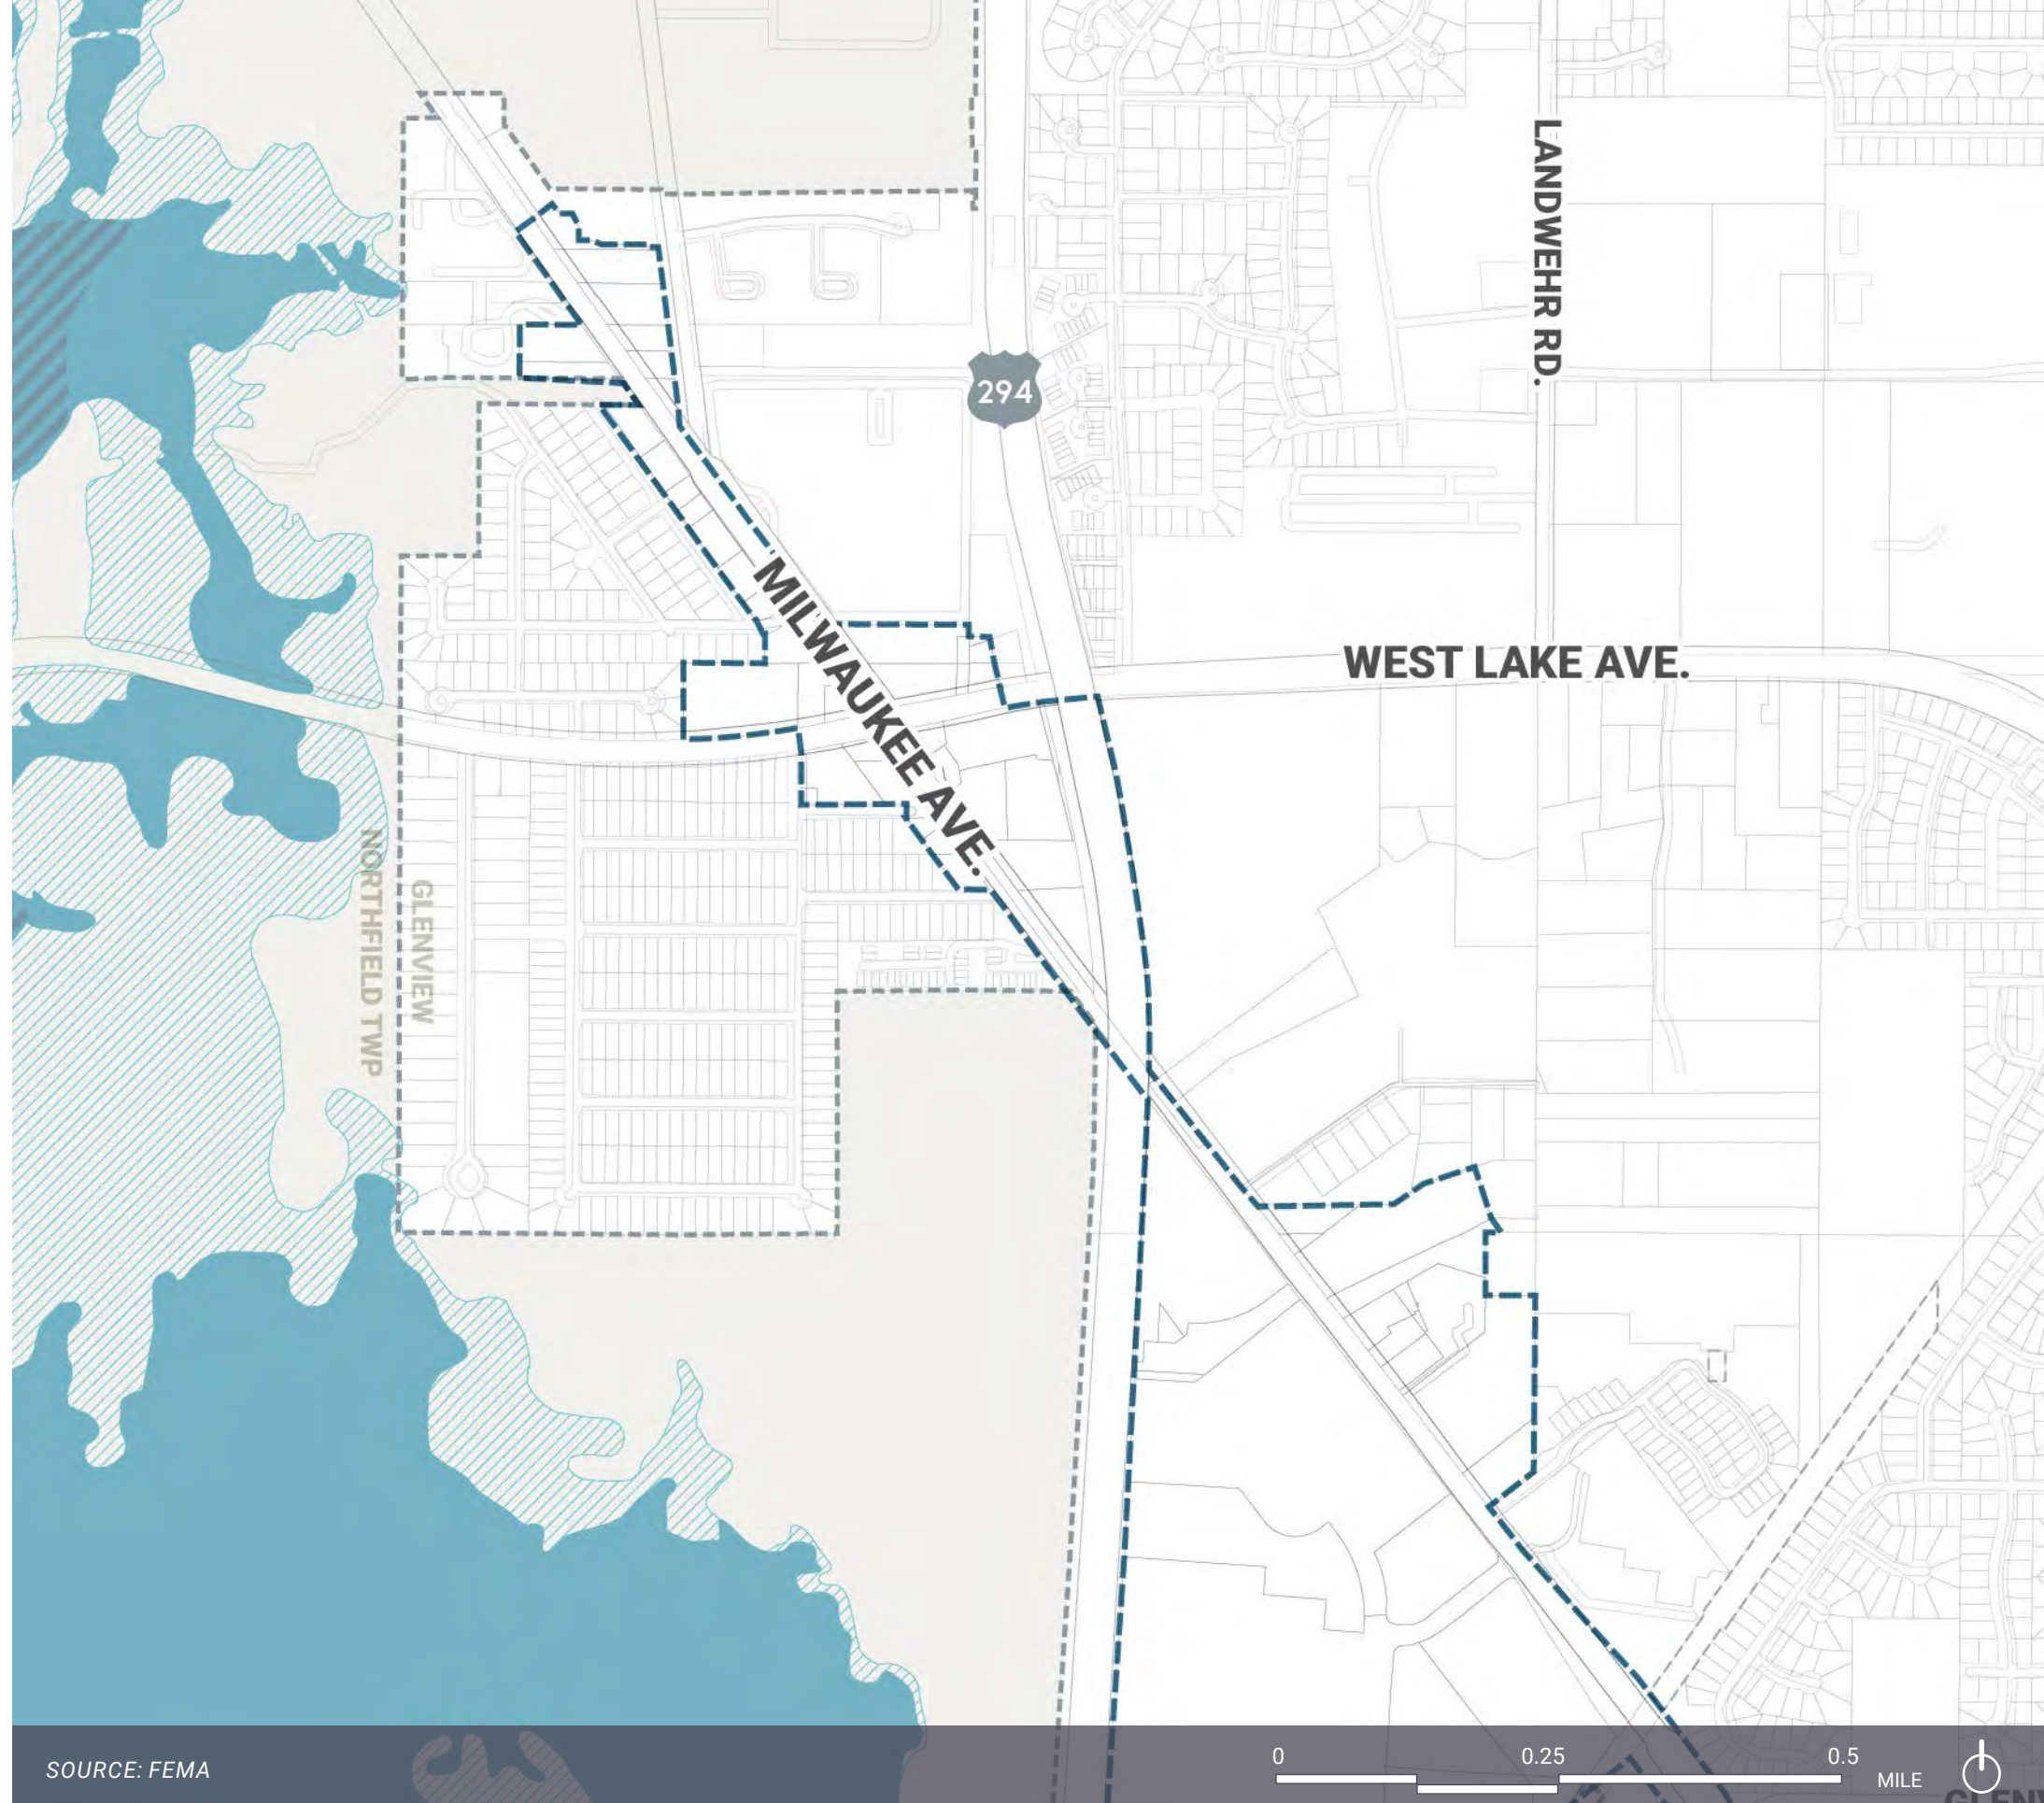 LANDWEHR RD.
294
WEST LAKE AVE.
MILWAUKEE AVE.
NORTHFIELD TWP
GLENVIEW
SOURCE: FEMA
0 0.25 0.5
MILE